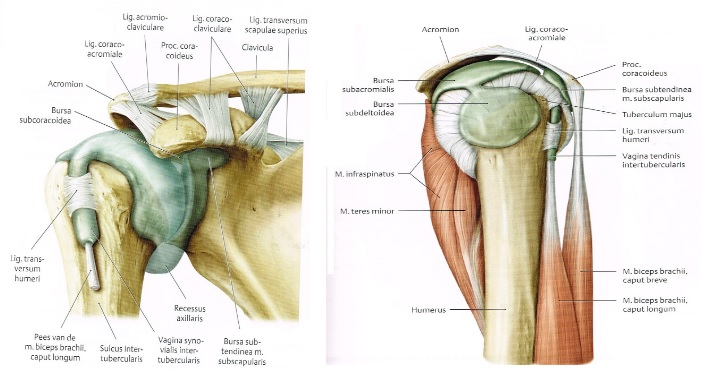 Lig. acromio-
claviculare
Lig. coraco-
claviculare
Lig. transversum
scapulae superius
Lig. coraco-
acromiale
Proc. cora-
coideus
Clavicula
Acromion
Bursa
subcoracoidea
Lig. trans-
versum
humeri
Pees van de
m. biceps brachii,
caput longum
Sulcus inter-
tubercularis
Vagina syno-
vialis inter-
tubercularis
Recessus
axillaris
Bursa sub-
tendinea m.
subscapularis
Acromion
Lig. coraco-
acromiale
Bursa
subacromialis
Bursa
subdeltoidea
M. infraspinatus
M. teres minor
Humerus
Proc.
coracoideus
Bursa subtendinea
m. subscapularis
Tuberculum majus
Lig. transversum
humeri
Vagina tendinis
intertubercularis
M. biceps brachii,
caput breve
M. biceps brachii,
caput longum